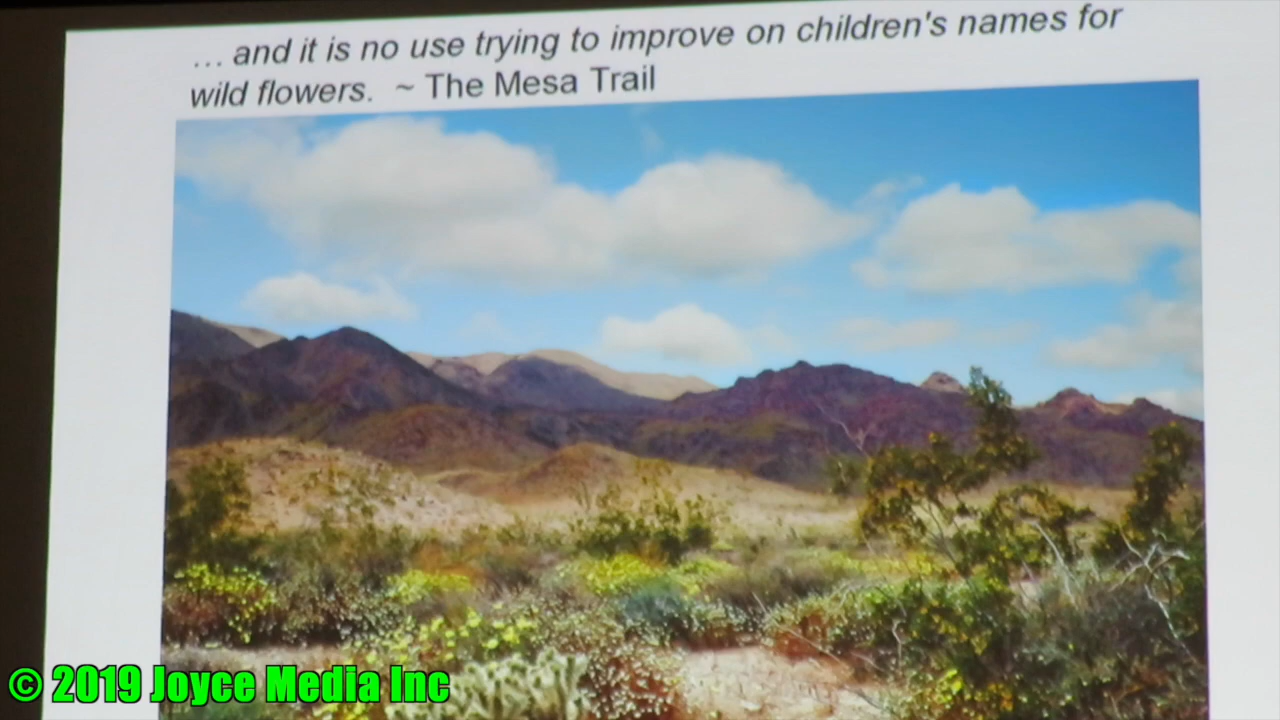 … and it is no use trying to improve on children's names for
wild flowers. ~ The Mesa Trail
© 2019 Joyce Media Inc